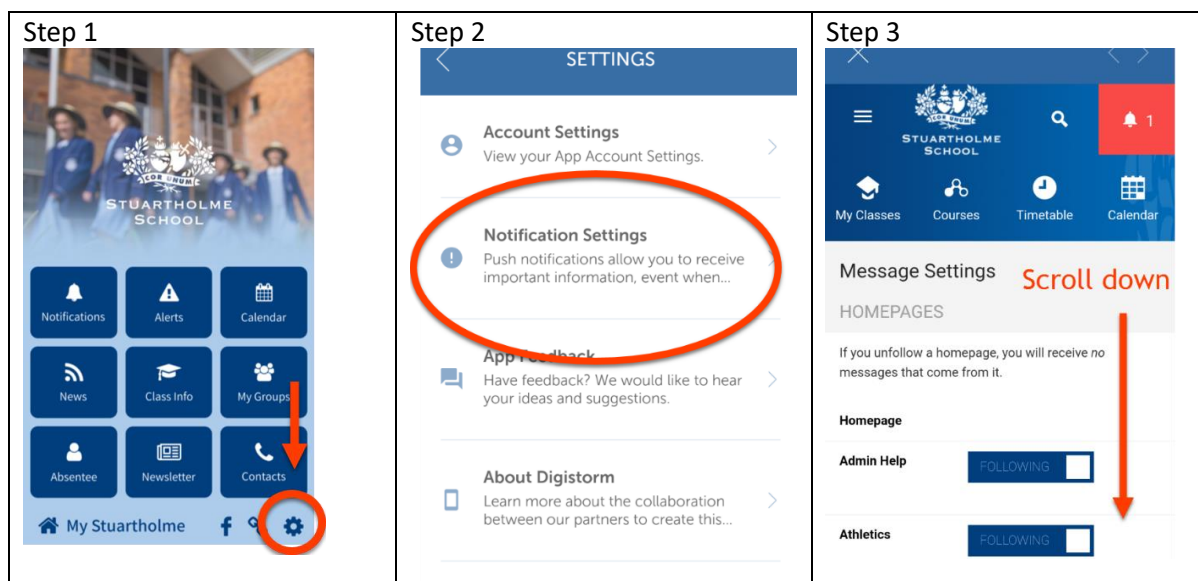 Step 1
COR UNUM
STUARTHOLME
SCHOOL
Notifications
Alerts
Calendar
News
Class Info
My Groups
Absentee
Newsletter
Contacts
My Stuartholme
Step 2
SETTINGS
Account Settings
View your App Account Settings.
Notification Settings
Push notifications allow you to receive
important information, event when...
App Feedback
Have feedback? We would like to hear
your ideas and suggestions.
About Digistorm
Learn more about the collaboration
between our partners to create this...
Step 3
COR UNUM
STUARTHOLME
SCHOOL
1
My Classes
Courses
Timetable
Calendar
Message Settings
Scroll down
HOMEPAGES
If you unfollow a homepage, you will receive no
messages that come from it.
Homepage
Admin Help
FOLLOWING
Athletics
FOLLOWING